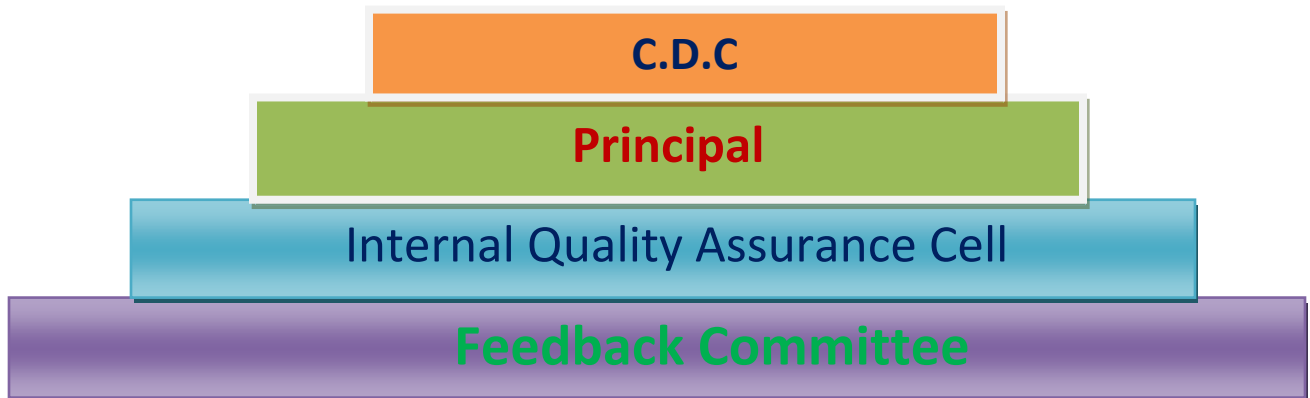 C.D.C
Principal
Internal Quality Assurance Cell
Feedback Committee